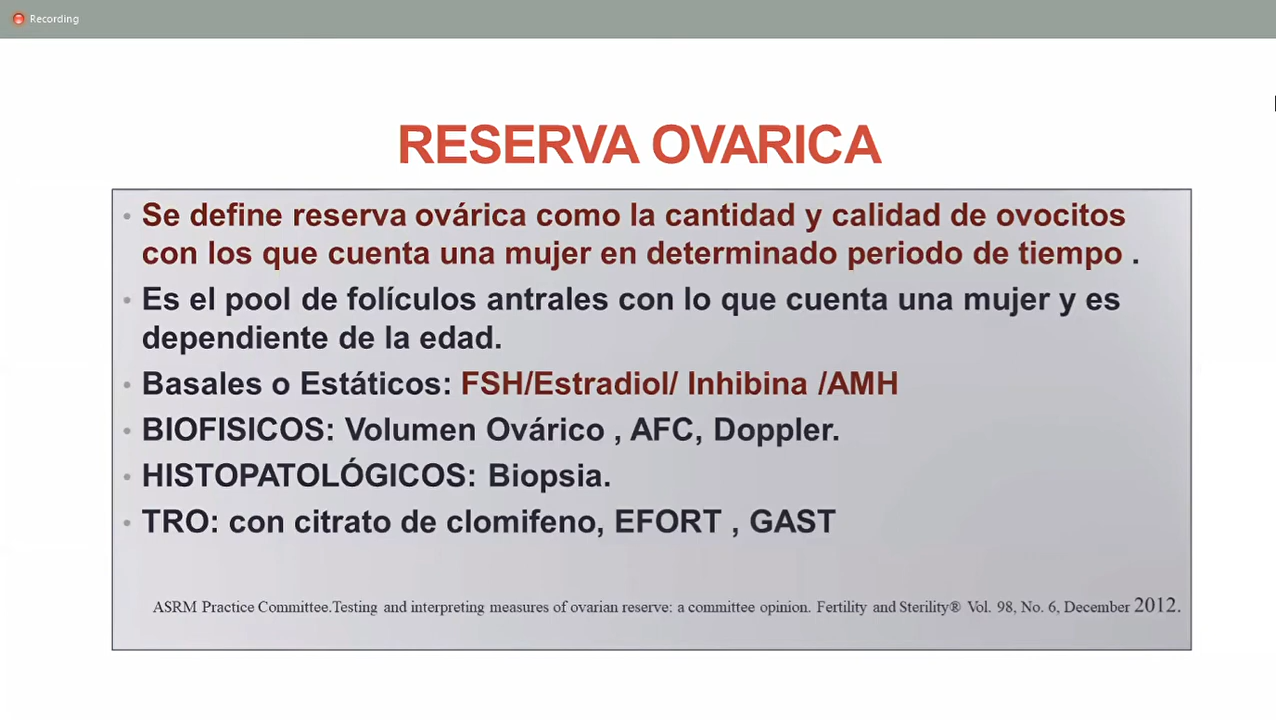 Recording
RESERVA OVARICA
• Se define reserva ovárica como la cantidad y calidad de ovocitos
con los que cuenta una mujer en determinado periodo de tiempo .
• Es el pool de folículos antrales con lo que cuenta una mujer y es
dependiente de la edad.
• Basales o Estáticos: FSH/Estradiol/ Inhibina /AMH
• BIOFISICOS: Volumen Ovárico , AFC, Doppler.
• HISTOPATOLÓGICOS: Biopsia.
• TRO: con citrato de clomifeno, EFORT , GAST
ASRM Practice Committee.Testing and interpreting measures of ovarian reserve: a committee opinion. Fertility and Sterility® Vol. 98, No. 6, December 2012.